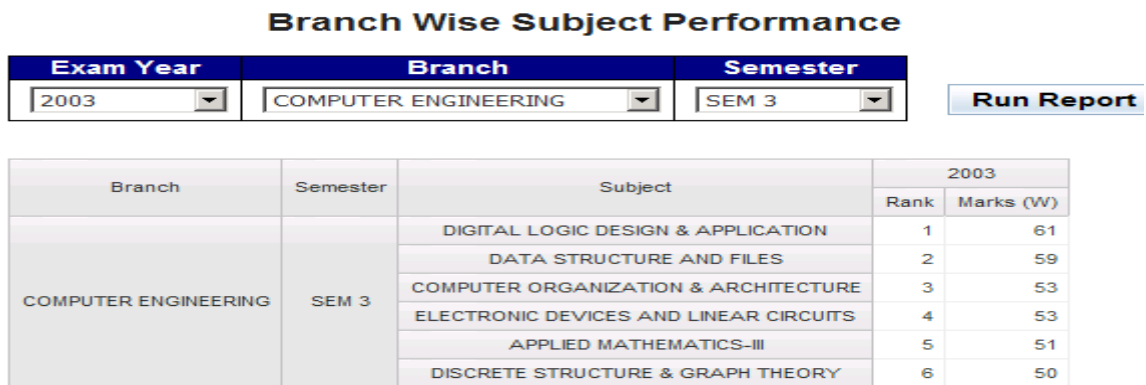 Branch Wise Subject Performance
Exam Year Branch Semester
2003 COMPUTER ENGINEERING SEM 3 Run Report
Branch Semester Subject 2003
Rank Marks (W)
COMPUTER ENGINEERING SEM 3
DIGITAL LOGIC DESIGN & APPLICATION 1 61
DATA STRUCTURE AND FILES 2 59
COMPUTER ORGANIZATION & ARCHITECTURE 3 53
ELECTRONIC DEVICES AND LINEAR CIRCUITS 4 53
APPLIED MATHEMATICS-III 5 51
DISCRETE STRUCTURE & GRAPH THEORY 6 50